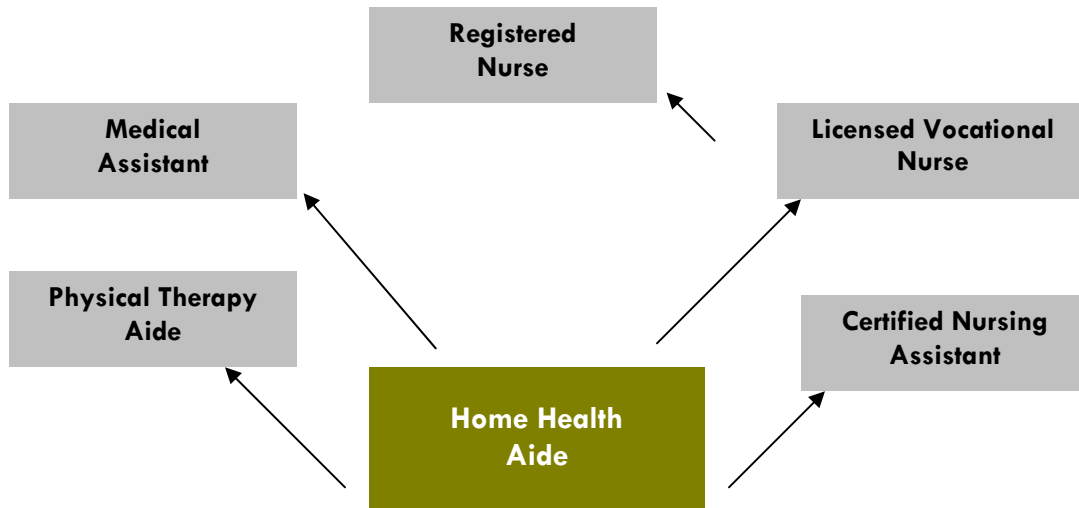 Registered
Nurse
Medical
Assistant
Licensed Vocational
Nurse
Physical Therapy
Aide
Certified Nursing
Assistant
Home Health
Aide